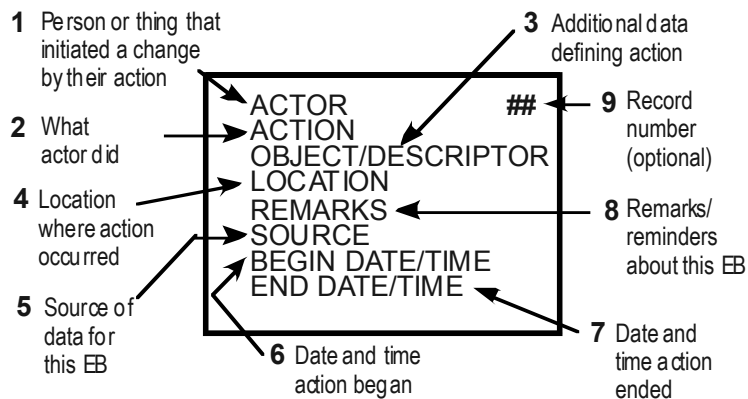 1 Person or thing that
initiated a change
by their action
2 What
actor did
4 Location
where action
occurred
5 Source of
data for
this EB
ACTOR ##
ACTION
OBJECT/DESCRIPTOR
LOCATION
REMARKS
SOURCE
BEGIN DATE/TIME
END DATE/TIME
3 Additional data
defining action
9 Record
number
(optional)
8 Remarks/
reminders
about this EB
6 Date and time
action began
7 Date and
time action
ended